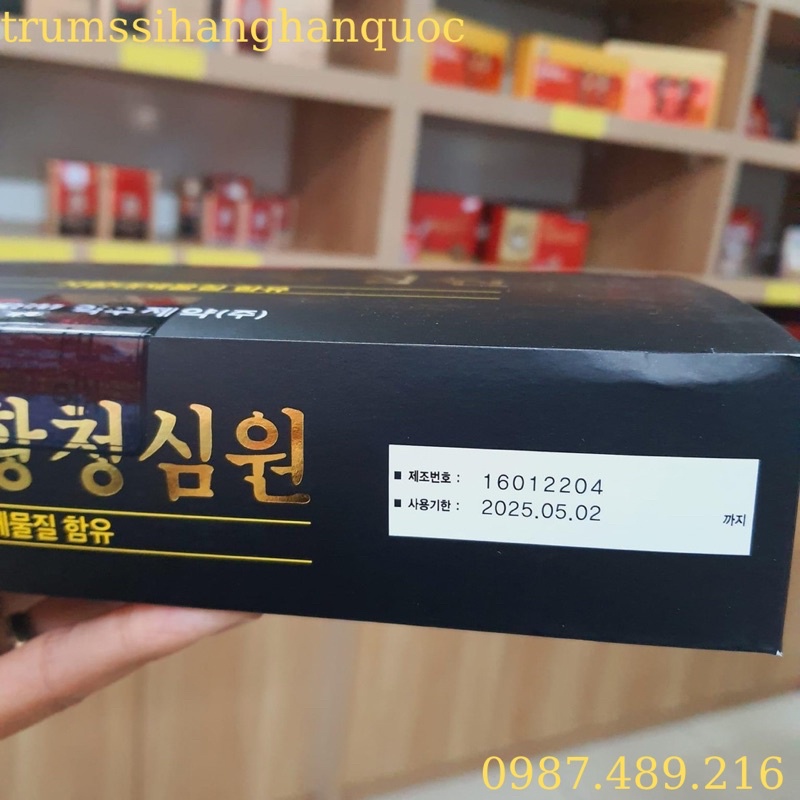 trumssihanghanquoc
황청심원
물질 함유
제조번호 : 16012204
사용기한 : 2025.05.02 까지
0987.489.216